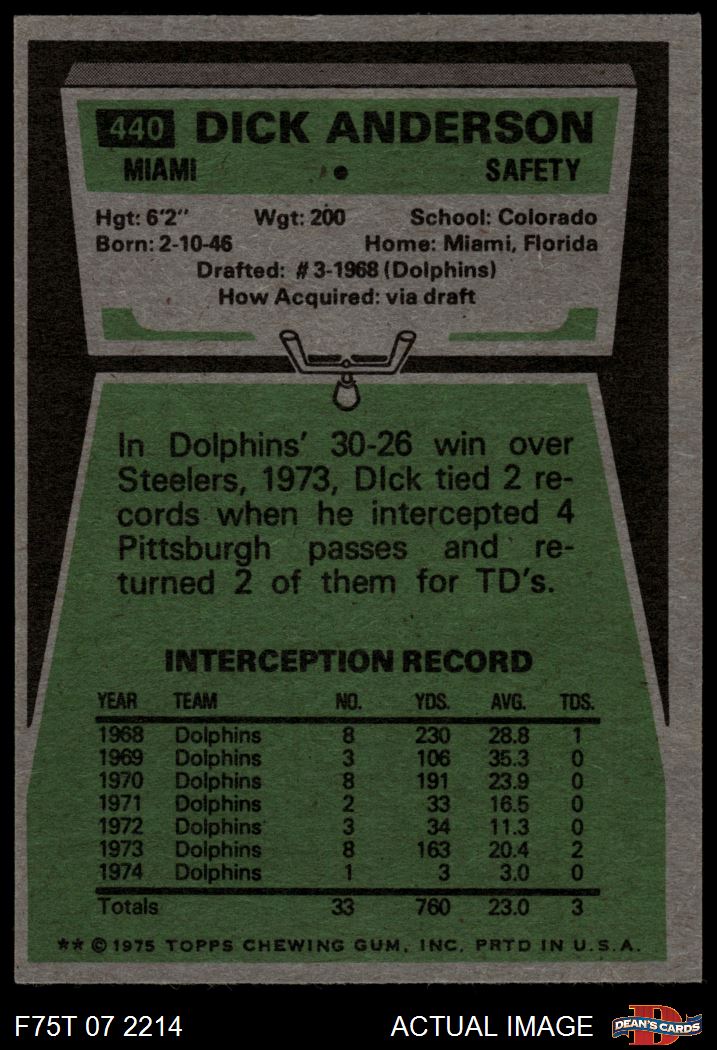 440 DICK ANDERSON
MIAMI • SAFETY
Hgt: 6'2" Wgt: 200 School: Colorado
Born: 2-10-46 Home: Miami, Florida
Drafted: #3-1968 (Dolphins)
How Acquired: via draft
In Dolphins' 30-26 win over
Steelers, 1973, DIck tied 2 re-
cords when he intercepted 4
Pittsburgh passes and re-
turned 2 of them for TD's.
INTERCEPTION RECORD
YEAR TEAM NO. YDS. AVG. TDS.
1968 Dolphins 8 230 28.8 1
1969 Dolphins 3 106 35.3 0
1970 Dolphins 8 191 23.9 0
1971 Dolphins 2 33 16.5 0
1972 Dolphins 3 34 11.3 0
1973 Dolphins 8 163 20.4 2
1974 Dolphins 1 3 3.0 0
Totals 33 760 23.0 3
** © 1975 TOPPS CHEWING GUM, INC. PRTD IN U.S.A.
F75T 07 2214 ACTUAL IMAGE D DEAN'S CARDS